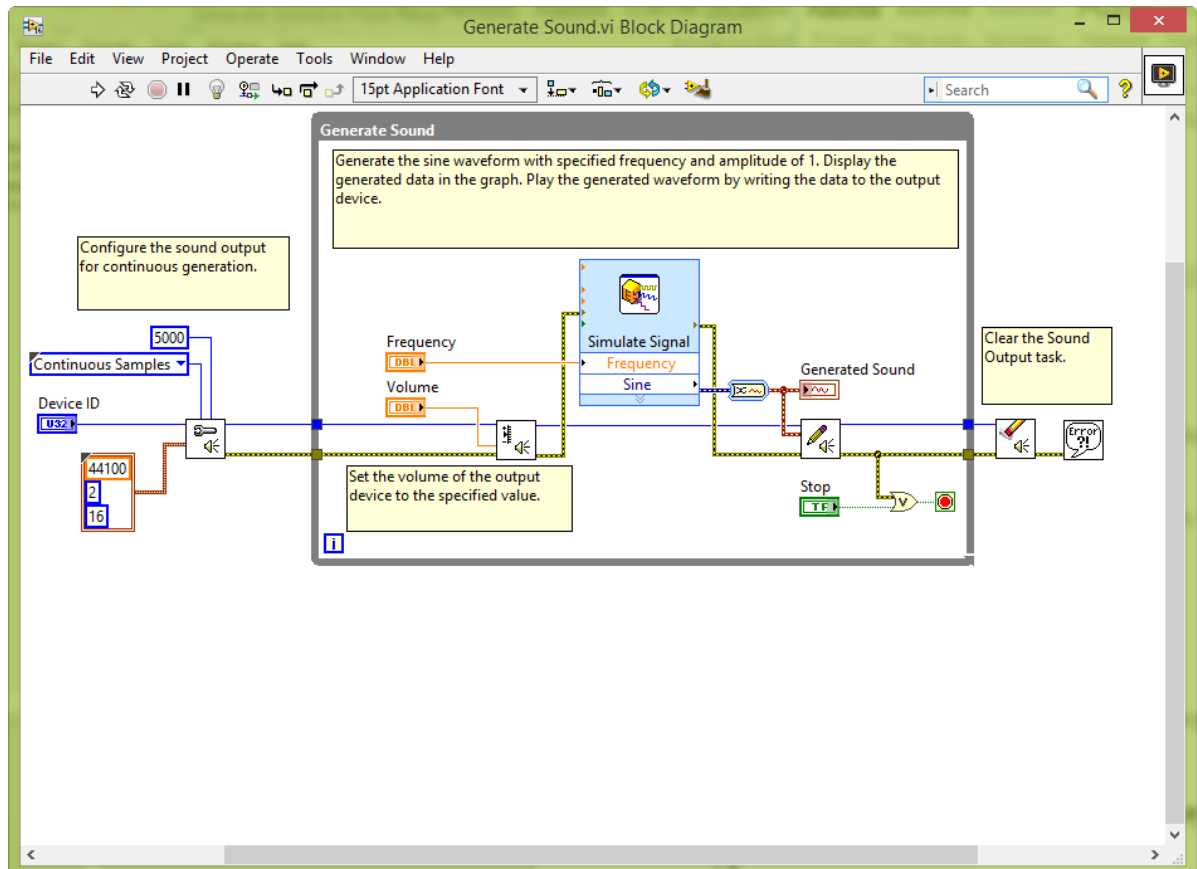 Generate Sound.vi Block Diagram
File Edit View Project Operate Tools Window Help
15pt Application Font
Search
Generate Sound
Generate the sine waveform with specified frequency and amplitude of 1. Display the
generated data in the graph. Play the generated waveform by writing the data to the output
device.
Configure the sound output
for continuous generation.
5000
Continuous Samples
Device ID
U32
44100
2
16
Frequency
DBL
Volume
DBL
Simulate Signal
Frequency
Sine
Generated Sound
Set the volume of the output
device to the specified value.
Stop
TF
V
i
Clear the Sound
Output task.
Error
?!